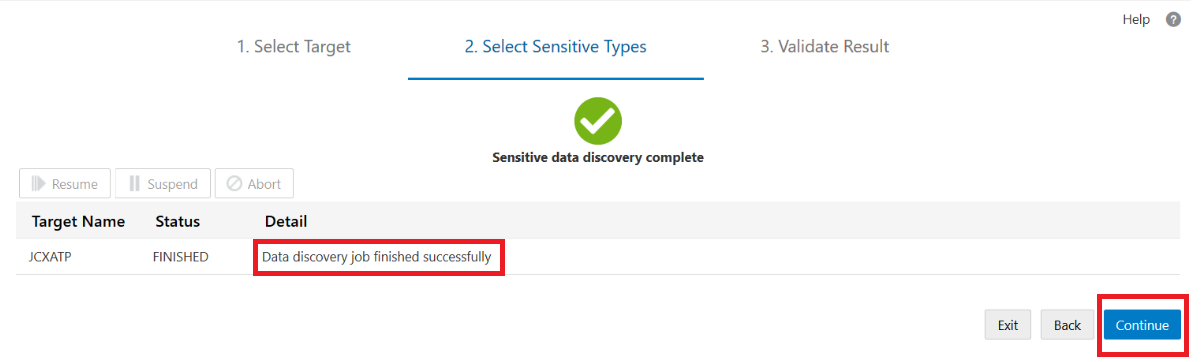 Help ?
1. Select Target 2. Select Sensitive Types 3. Validate Result
Sensitive data discovery complete
Resume Suspend Abort
Target Name Status Detail
JCXATP FINISHED Data discovery job finished successfully
Exit Back Continue